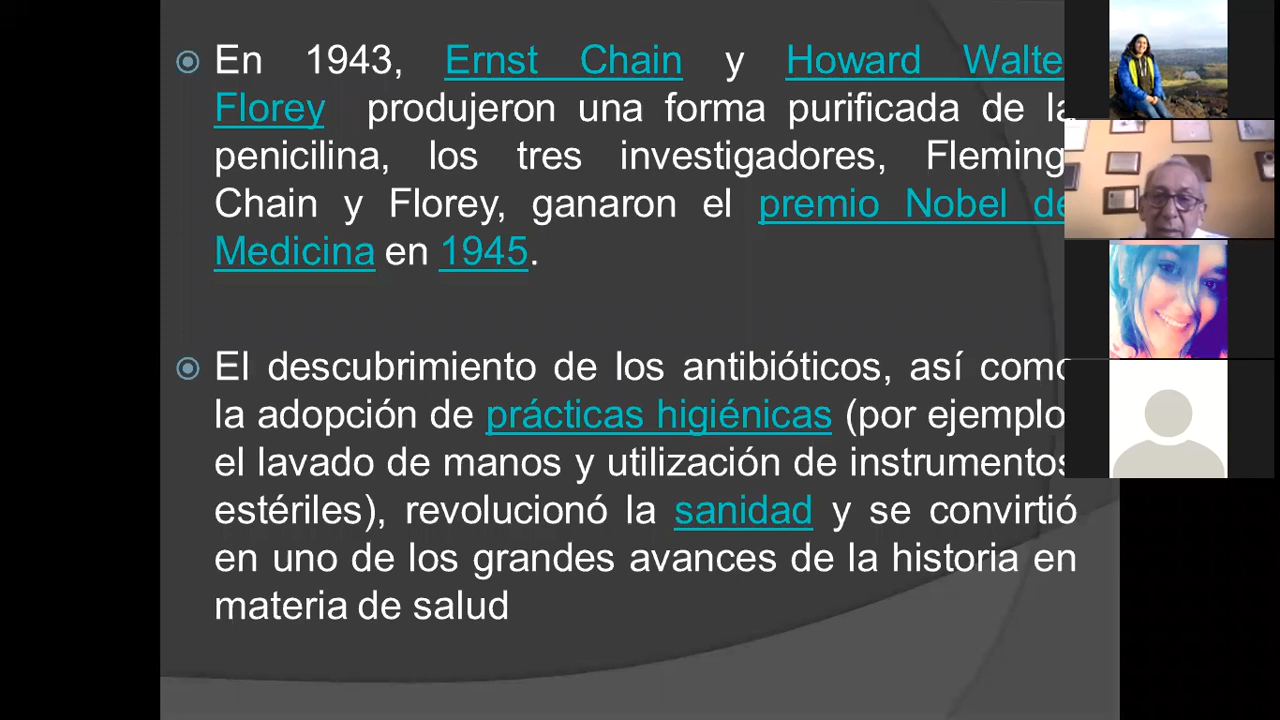 En 1943, Ernst Chain y Howard Walte
Florey produjeron una forma purificada de la
penicilina, los tres investigadores, Fleming,
Chain y Florey, ganaron el premio Nobel de
Medicina en 1945.
El descubrimiento de los antibióticos, así como
la adopción de prácticas higiénicas (por ejemplo,
el lavado de manos y utilización de instrumentos
estériles), revolucionó la sanidad y se convirtió
en uno de los grandes avances de la historia en
materia de salud